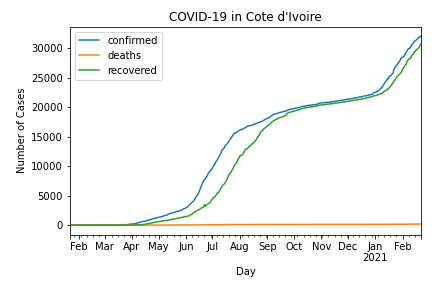 COVID-19 in Cote d'Ivoire
confirmed
deaths
recovered
Number of Cases
30000
25000
20000
15000
10000
5000
0
Feb Mar Apr May Jun Jul Aug Sep Oct Nov Dec Jan Feb
2021
Day